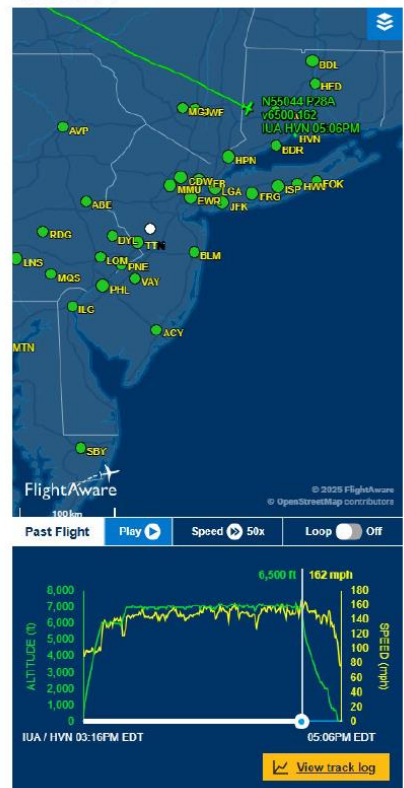 BDL
HFD
MGJ
SWF
N55044 P28A
v6500 162
IUA HVN 05:06PM
HVN
AVP
BDR
HPN
CDW
MMU
LGA
EWR
JFK
FRG
ISP
HWV
FOK
ABE
RDG
DYL
TTN
BLM
LNS
LOM
PNE
MQS
VAY
PHL
ILG
ACY
MTN
SBY
FlightAware
100 km
© 2025 FlightAware
© OpenStreetMap contributors
Past Flight Play Speed 50x Loop Off
6,500 ft 162 mph
ALTITUDE (ft)
8,000
7,000
6,000
5,000
4,000
3,000
2,000
1,000
0
180
160
140
120
100
80
60
40
20
0
SPEED (mph)
IUA / HVN 03:16PM EDT 05:06PM EDT
View track log